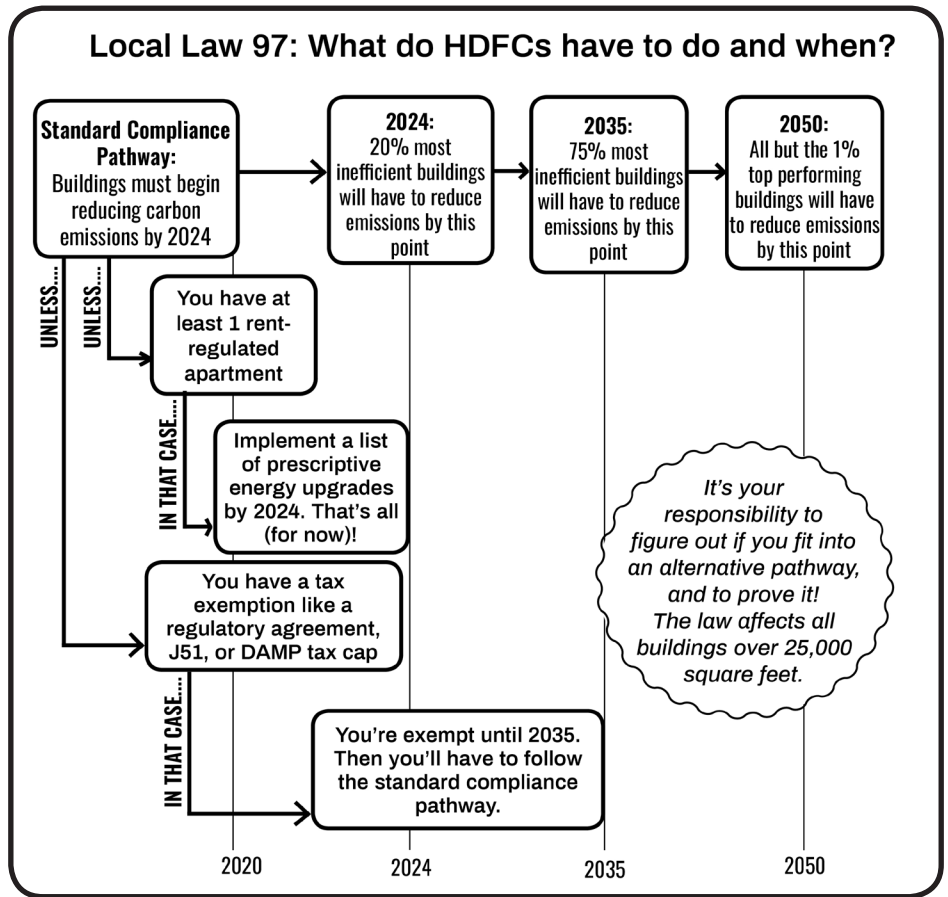 Local Law 97: What do HDFCs have to do and when?
Standard Compliance
Pathway:
Buildings must begin
reducing carbon
emissions by 2024
2024:
20% most
inefficient buildings
will have to reduce
emissions by this
point
2035:
75% most
inefficient buildings
will have to reduce
emissions by this
point
2050:
All but the 1%
top performing
buildings will have
to reduce emissions
by this point
UNLESS....
UNLESS....
You have at
least 1 rent-
regulated
apartment
IN THAT CASE....
Implement a list
of prescriptive
energy upgrades
by 2024. That's all
(for now)!
You have a tax
exemption like a
regulatory agreement,
J51, or DAMP tax cap
IN THAT CASE....
You're exempt until 2035.
Then you'll have to follow
the standard compliance
pathway.
It's your
responsibility to
figure out if you fit into
an alternative pathway,
and to prove it!
The law affects all
buildings over 25,000
square feet.
2020
2024
2035
2050